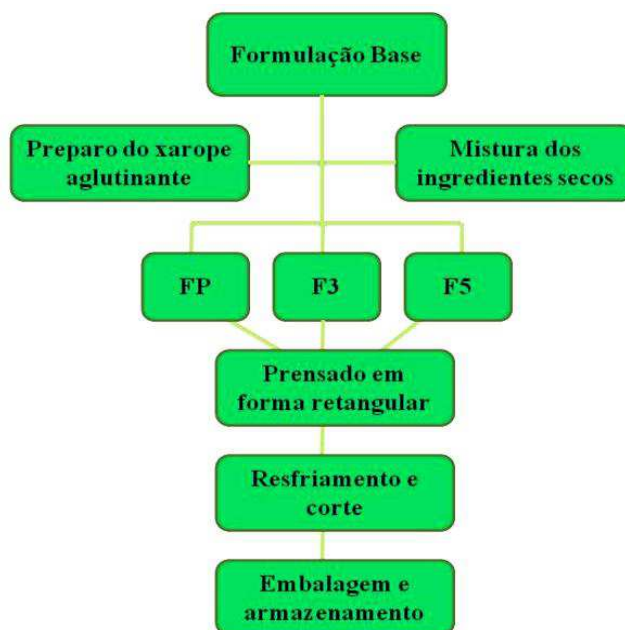 Formulação Base
Preparo do xarope
aglutinante
Mistura dos
ingredientes secos
FP
F3
F5
Prensado em
forma retangular
Resfriamento e
corte
Embalagem e
armazenamento